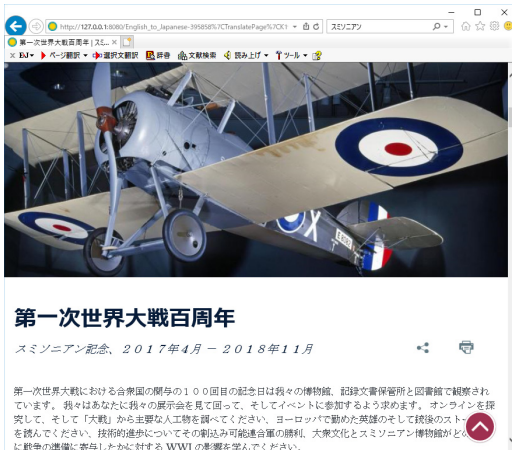 http://127.0.0.1:8080/English_to_Japanese-395858%7CTranslatePage%7CK
スミソニアン
第一次世界大戦百周年 | スミ...
× EJ ページ翻訳 選択文翻訳 辞書 文献検索 読み上げ ツール
第一次世界大戦百周年
スミソニアン記念、２０１７年４月 － ２０１８年１１月
第一次世界大戦における合衆国の関与の１００回目の記念日は我々の博物館、記録文書保管所と図書館で観察され
ています。 我々はあなたに我々の展示会を見て回って、そしてイベントに参加するよう求めます。 オンラインを探
究して、そして「大戦」から主要な人工物を調べてください、ヨーロッパで勤めた英雄のそして銃後のストー
を読んでください、技術的進歩についてその割込み可能連合軍の勝利、大衆文化とスミソニアン博物館がど
に戦争の準備に寄与したかに対する WWI の影響を学んでください。